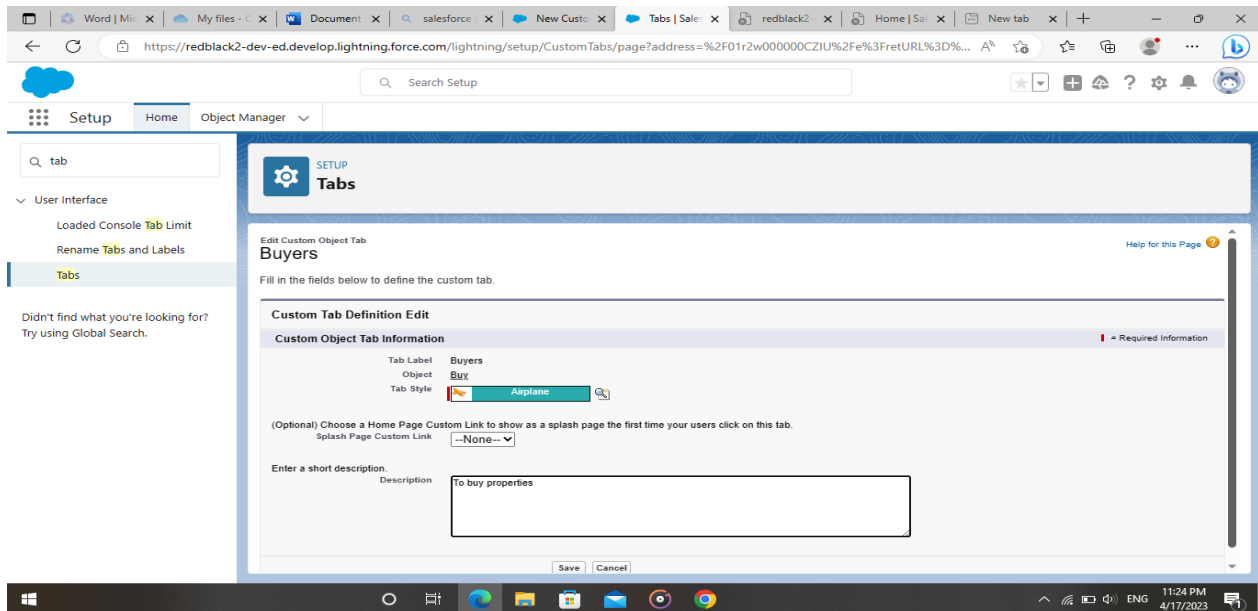 Word | Mic
My files - C
Document
salesforce
New Custo
Tabs | Sales
redblack2-
Home | Sal
New tab
https://redblack2-dev-ed.develop.lightning.force.com/lightning/setup/CustomTabs/page?address=%2F01r2w000000CZIU%2Fe%3FretURL%3D%...
Search Setup
Setup
Home
Object Manager
tab
SETUP
Tabs
User Interface
Loaded Console Tab Limit
Rename Tabs and Labels
Tabs
Didn't find what you're looking for?
Try using Global Search.
Edit Custom Object Tab
Buyers
Help for this Page
Fill in the fields below to define the custom tab.
Custom Tab Definition Edit
Custom Object Tab Information
= Required Information
Tab Label Buyers
Object Buy
Tab Style Airplane
(Optional) Choose a Home Page Custom Link to show as a splash page the first time your users click on this tab.
Splash Page Custom Link --None--
Enter a short description.
Description To buy properties
Save Cancel
ENG
11:24 PM
4/17/2023